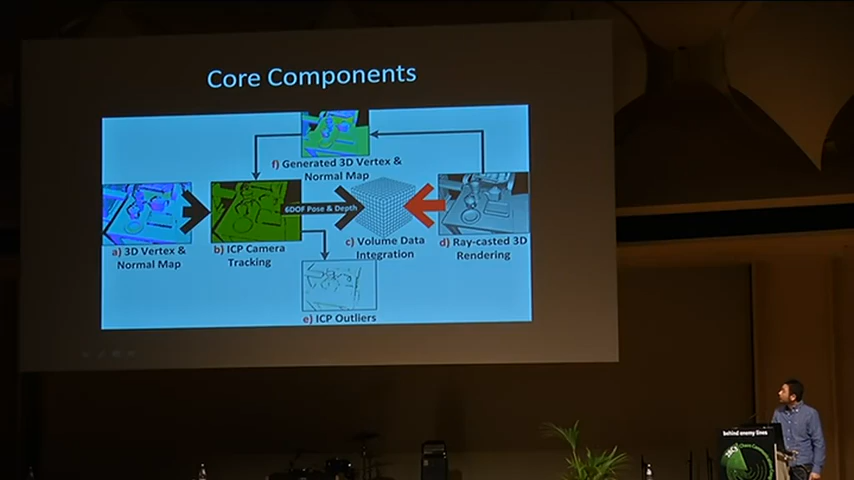 Core Components
f) Generated 3D Vertex &
Normal Map
6DOF Pose & Depth
a) 3D Vertex &
Normal Map
b) ICP Camera
Tracking
c) Volume Data
Integration
d) Ray-casted 3D
Rendering
e) ICP Outliers
behind enemy lines
28C3